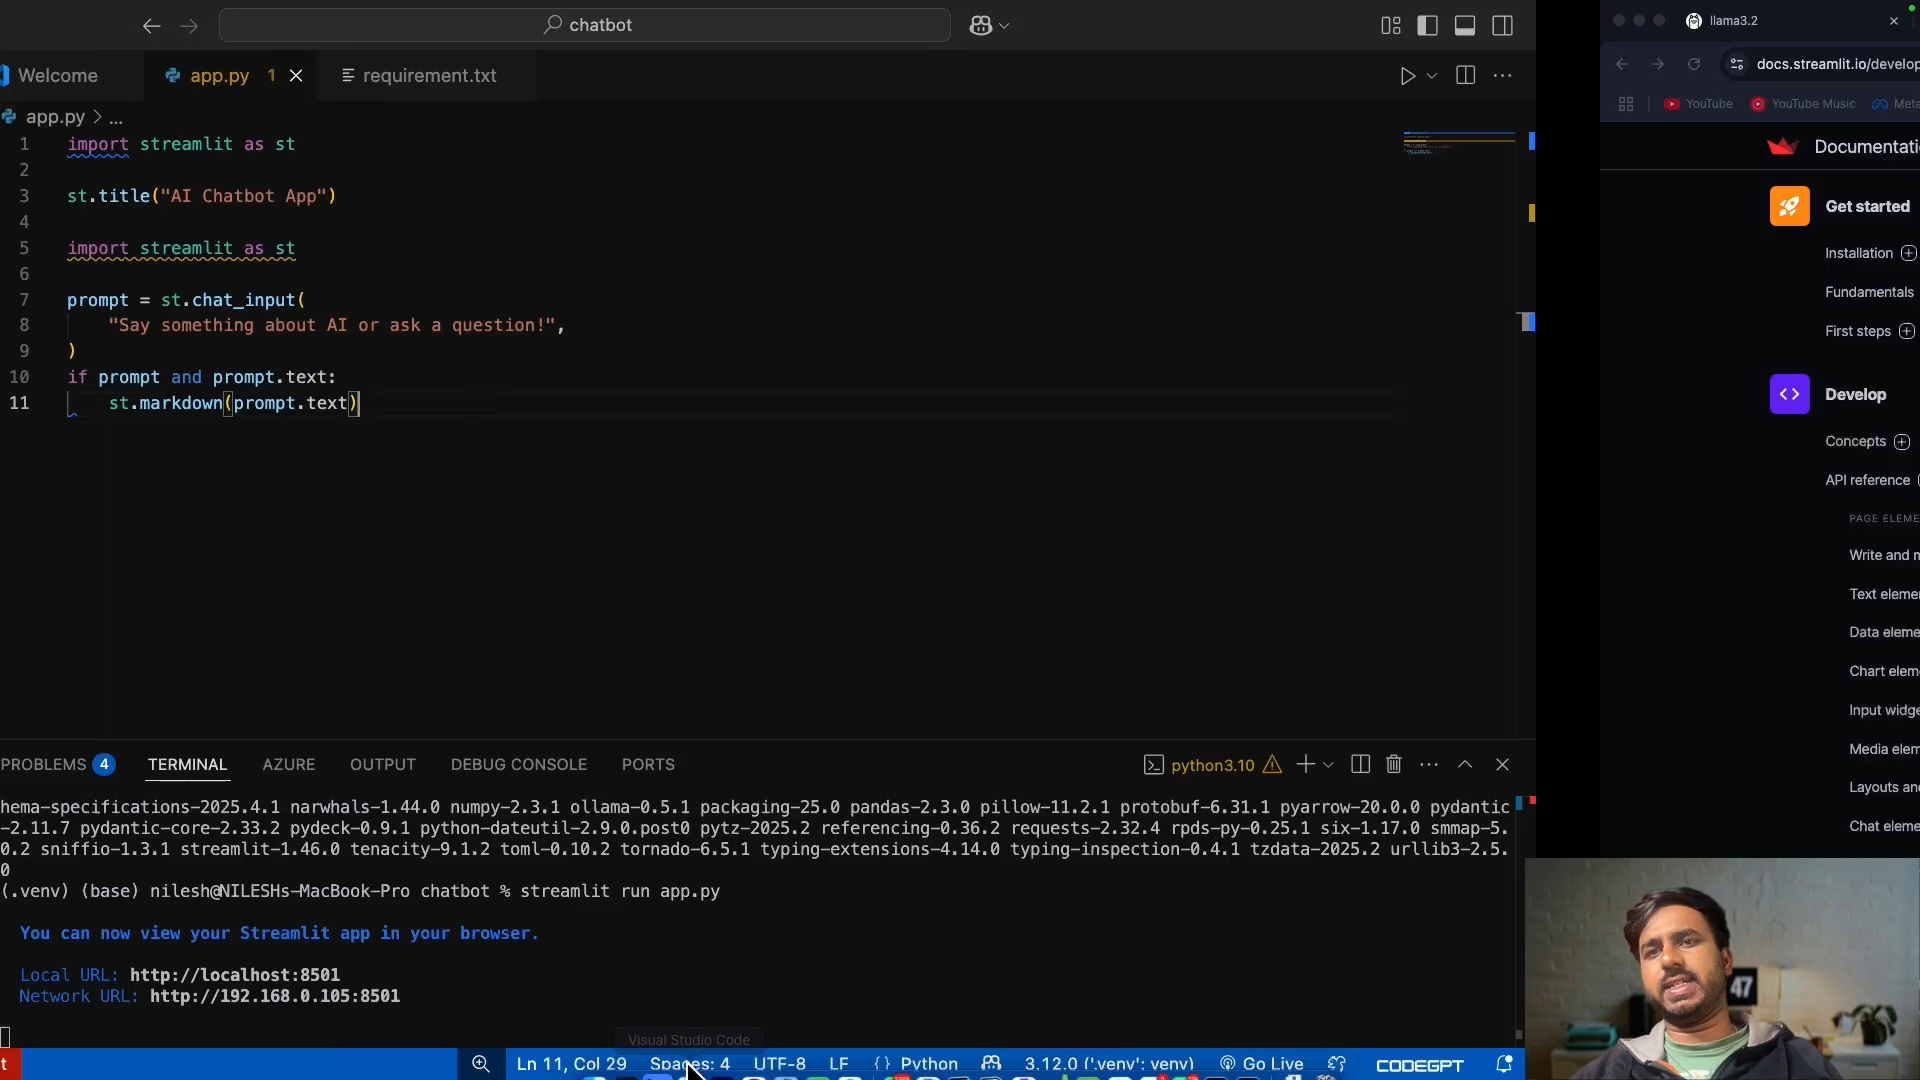 chatbot
llama3.2
Welcome
app.py 1
requirement.txt
docs.streamlit.io/develop
YouTube
YouTube Music
Meta
app.py > ...
1 import streamlit as st
2
3 st.title("AI Chatbot App")
4
5 import streamlit as st
6
7 prompt = st.chat_input(
8 "Say something about AI or ask a question!",
9 )
10 if prompt and prompt.text:
11 st.markdown(prompt.text)
Documentati
Get started
Installation
Fundamentals
First steps
Develop
Concepts
API reference
PAGE ELEME
Write and m
Text elemen
Data eleme
Chart elem
Input widge
Media elem
Layouts an
Chat eleme
PROBLEMS 4
TERMINAL
AZURE
OUTPUT
DEBUG CONSOLE
PORTS
python3.10
hema-specifications-2025.4.1 narwhals-1.44.0 numpy-2.3.1 ollama-0.5.1 packaging-25.0 pandas-2.3.0 pillow-11.2.1 protobuf-6.31.1 pyarrow-20.0.0 pydantic
-2.11.7 pydantic-core-2.33.2 pydeck-0.9.1 python-dateutil-2.9.0.post0 pytz-2025.2 referencing-0.36.2 requests-2.32.4 rpds-py-0.25.1 six-1.17.0 smmap-5.
0.2 sniffio-1.3.1 streamlit-1.46.0 tenacity-9.1.2 toml-0.10.2 tornado-6.5.1 typing-extensions-4.14.0 typing-inspection-0.4.1 tzdata-2025.2 urllib3-2.5.
0
(.venv) (base) nilesh@NILESHs-MacBook-Pro chatbot % streamlit run app.py
You can now view your Streamlit app in your browser.
Local URL: http://localhost:8501
Network URL: http://192.168.0.105:8501
47
Visual Studio Code
t
Ln 11, Col 29
Spaces: 4
UTF-8
LF
{ } Python
3.12.0 ('.venv': venv)
Go Live
CODEGPT